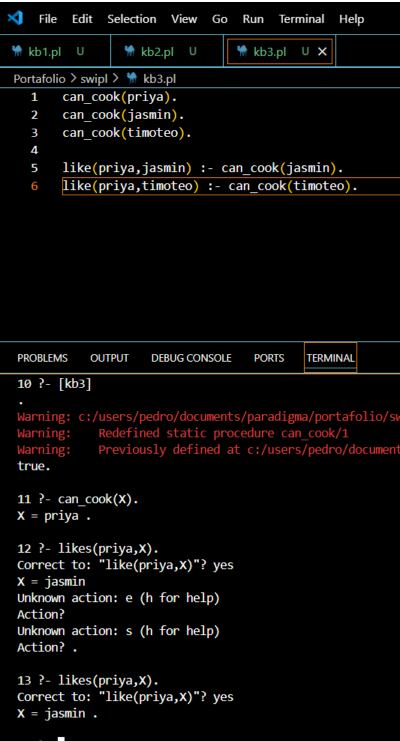 File Edit Selection View Go Run Terminal Help
kb1.pl U kb2.pl U kb3.pl U
Portafolio > swipl > kb3.pl
1 can_cook(priya).
2 can_cook(jasmin).
3 can_cook(timoteo).
4
5 like(priya,jasmin) :- can_cook(jasmin).
6 like(priya,timoteo) :- can_cook(timoteo).
PROBLEMS OUTPUT DEBUG CONSOLE PORTS TERMINAL
10 ?- [kb3]
.
Warning: c:/users/pedro/documents/paradigma/portafolio/sw
Warning:    Redefined static procedure can_cook/1
Warning:    Previously defined at c:/users/pedro/document
true.
11 ?- can_cook(X).
X = priya .
12 ?- likes(priya,X).
Correct to: "like(priya,X)"? yes
X = jasmin
Unknown action: e (h for help)
Action?
Unknown action: s (h for help)
Action? .
13 ?- likes(priya,X).
Correct to: "like(priya,X)"? yes
X = jasmin .